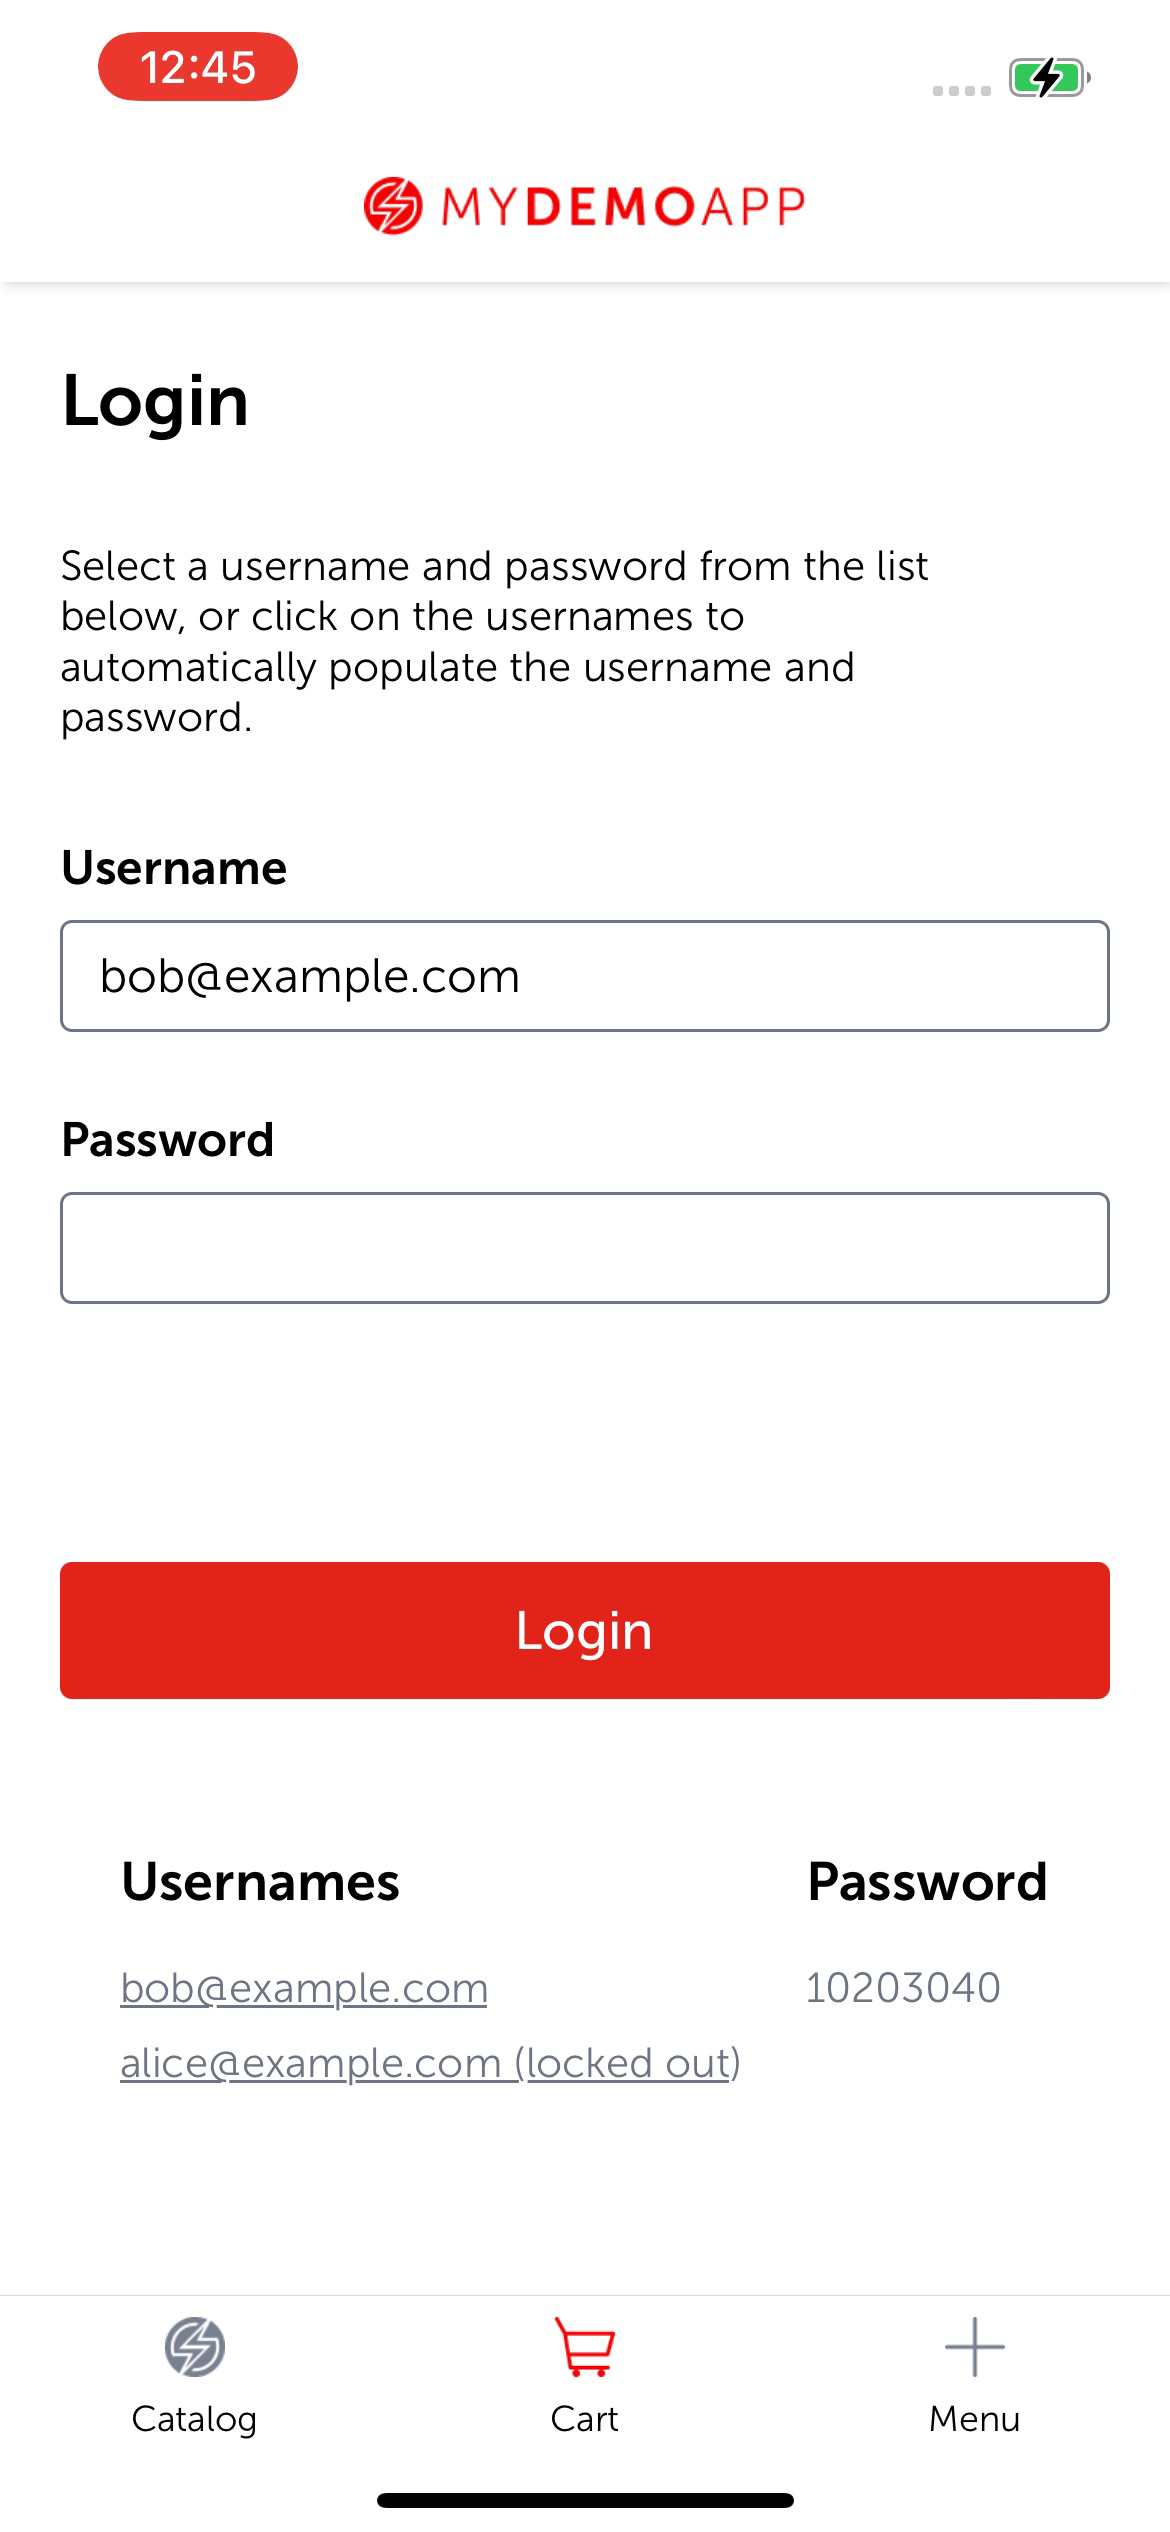 12:45
MYDEMOAPP
Login
Select a username and password from the list
below, or click on the usernames to
automatically populate the username and
password.
Username
bob@example.com
Password
Login
Usernames Password
bob@example.com 10203040
alice@example.com (locked out)
Catalog Cart Menu